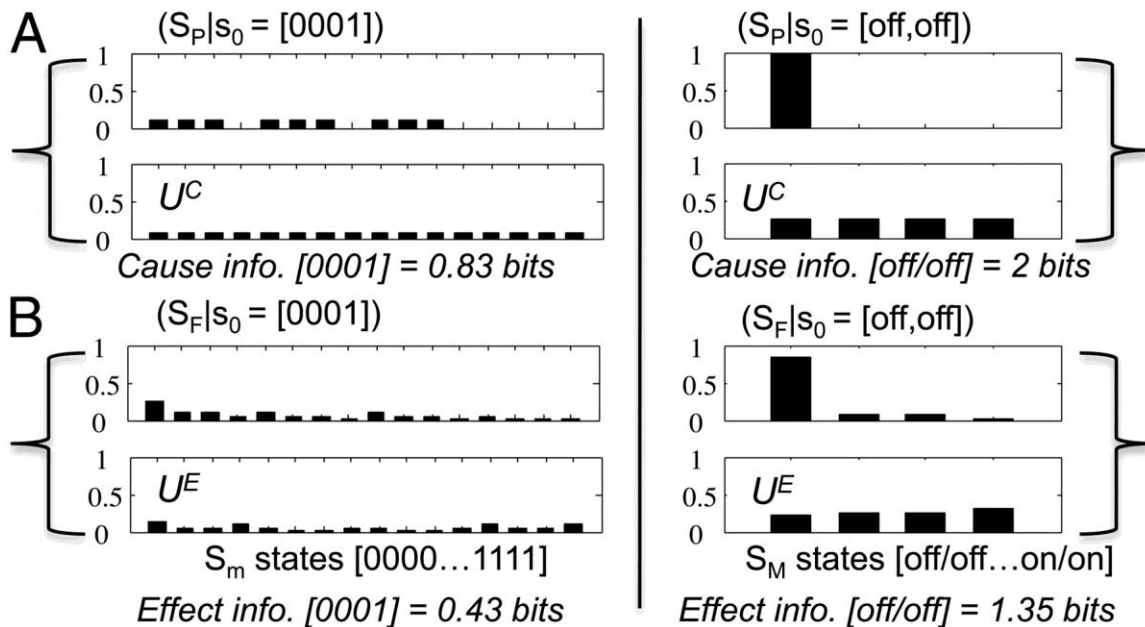 A
(S_P|s_0 = [0001])
1
0.5
0
1
0.5
0
U^C
Cause info. [0001] = 0.83 bits
(S_P|s_0 = [off,off])
1
0.5
0
1
0.5
0
U^C
Cause info. [off/off] = 2 bits
B
(S_F|s_0 = [0001])
1
0.5
0
1
0.5
0
U^E
S_m states [0000…1111]
Effect info. [0001] = 0.43 bits
(S_F|s_0 = [off,off])
1
0.5
0
1
0.5
0
U^E
S_M states [off/off…on/on]
Effect info. [off/off] = 1.35 bits